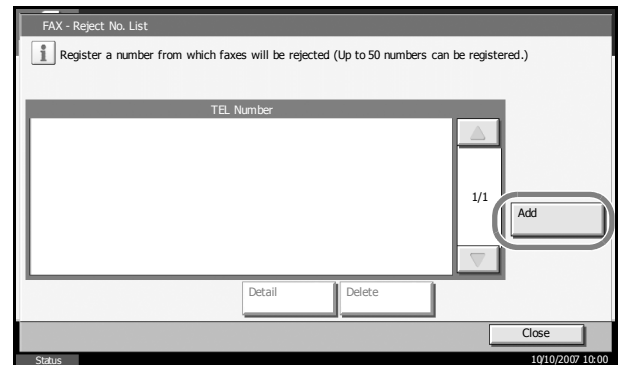 FAX - Reject No. List
Register a number from which faxes will be rejected (Up to 50 numbers can be registered.)
TEL Number
1/1
Add
Detail
Delete
Close
Status
10/10/2007 10:00